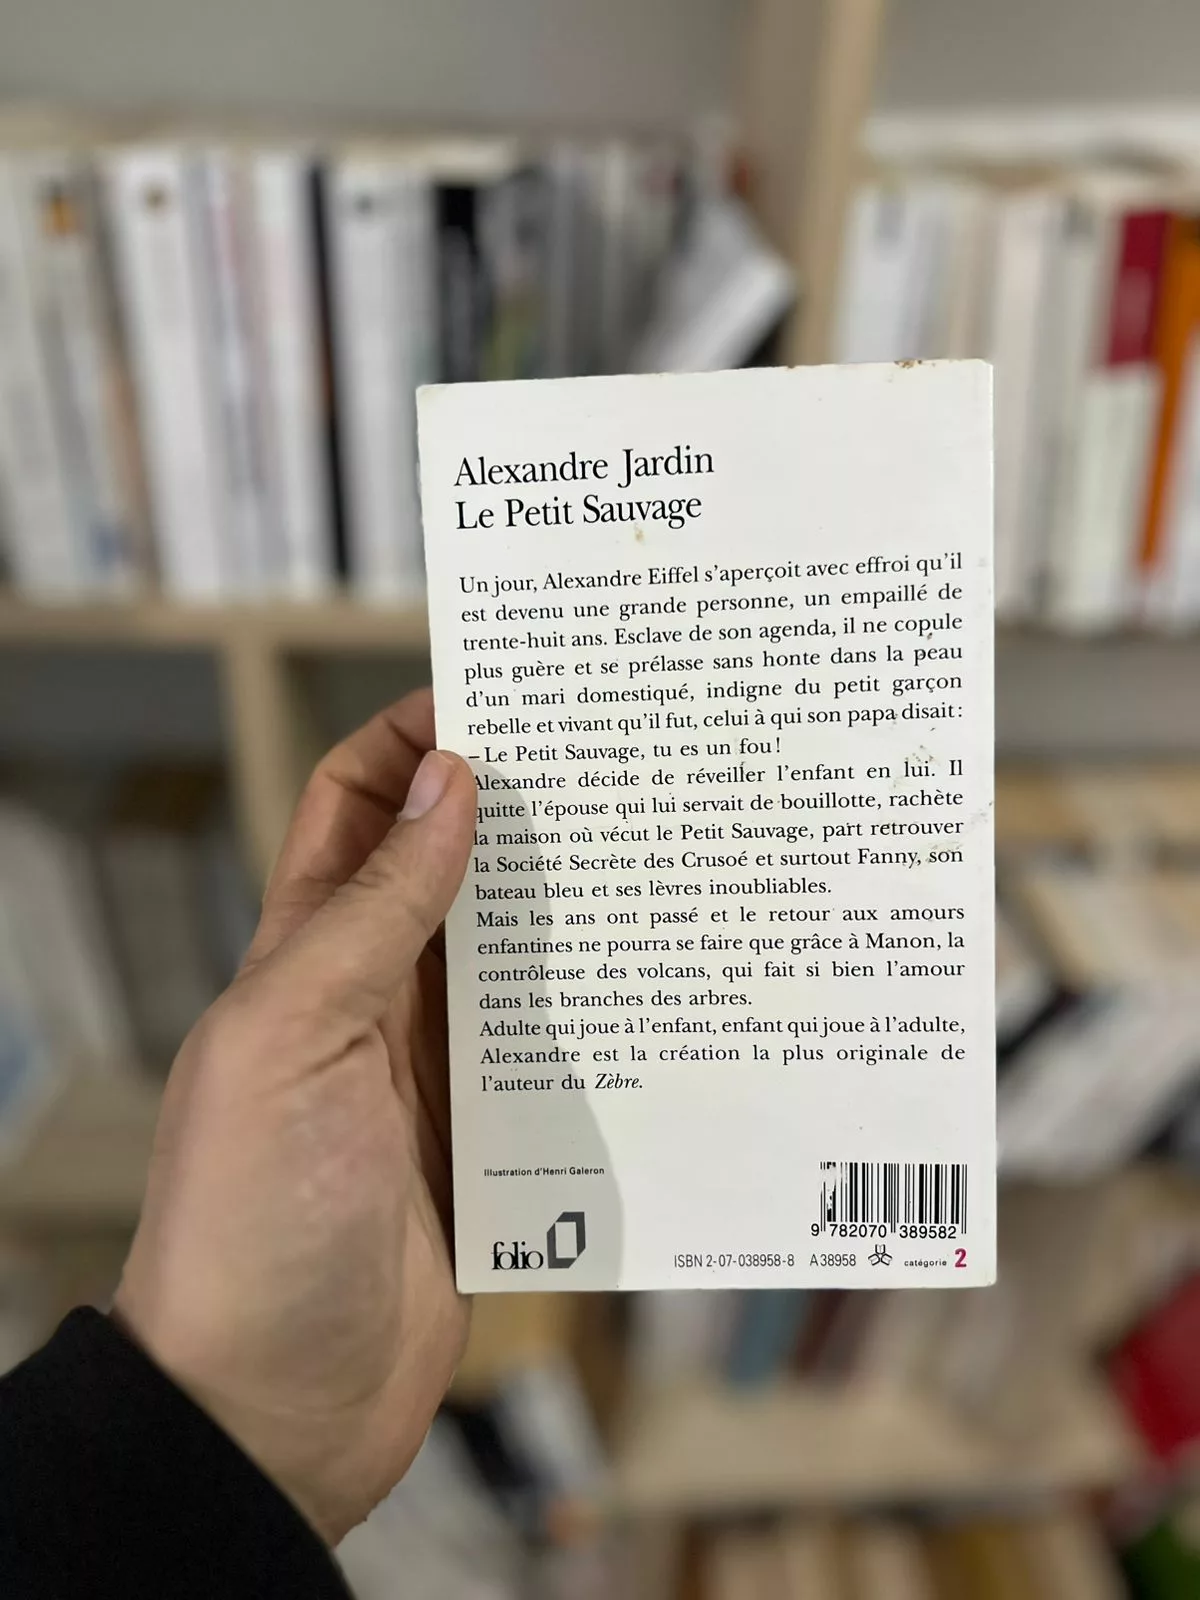 Alexandre Jardin
Le Petit Sauvage
Un jour, Alexandre Eiffel s'aperçoit avec effroi qu'il
est devenu une grande personne, un empaillé de
trente-huit ans. Esclave de son agenda, il ne copule
plus guère et se prélasse sans honte dans la peau
d'un mari domestiqué, indigne du petit garçon
rebelle et vivant qu'il fut, celui à qui son papa disait :
– Le Petit Sauvage, tu es un fou !
Alexandre décide de réveiller l'enfant en lui. Il
quitte l'épouse qui lui servait de bouillotte, rachète
la maison où vécut le Petit Sauvage, part retrouver
la Société Secrète des Crusoé et surtout Fanny, son
bateau bleu et ses lèvres inoubliables.
Mais les ans ont passé et le retour aux amours
enfantines ne pourra se faire que grâce à Manon, la
contrôleuse des volcans, qui fait si bien l'amour
dans les branches des arbres.
Adulte qui joue à l'enfant, enfant qui joue à l'adulte,
Alexandre est la création la plus originale de
l'auteur du Zèbre.
Illustration d'Henri Galeron
9 782070 389582
folio
ISBN 2-07-038958-8 A 38958 catégorie 2